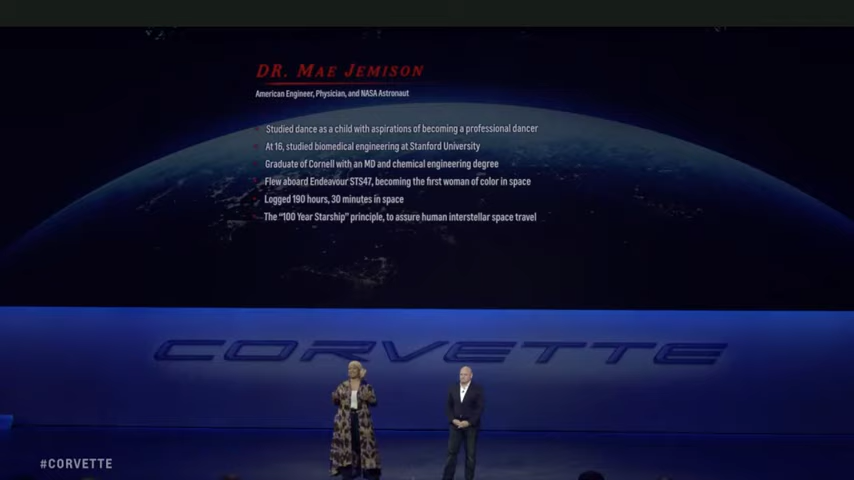 DR. MAE JEMISON
American Engineer, Physician, and NASA Astronaut
Studied dance as a child with aspirations of becoming a professional dancer
At 16, studied biomedical engineering at Stanford University
Graduate of Cornell with an MD and chemical engineering degree
Flew aboard Endeavour STS47, becoming the first woman of color in space
Logged 190 hours, 30 minutes in space
The “100 Year Starship” principle, to assure human interstellar space travel
CORVETTE
#CORVETTE